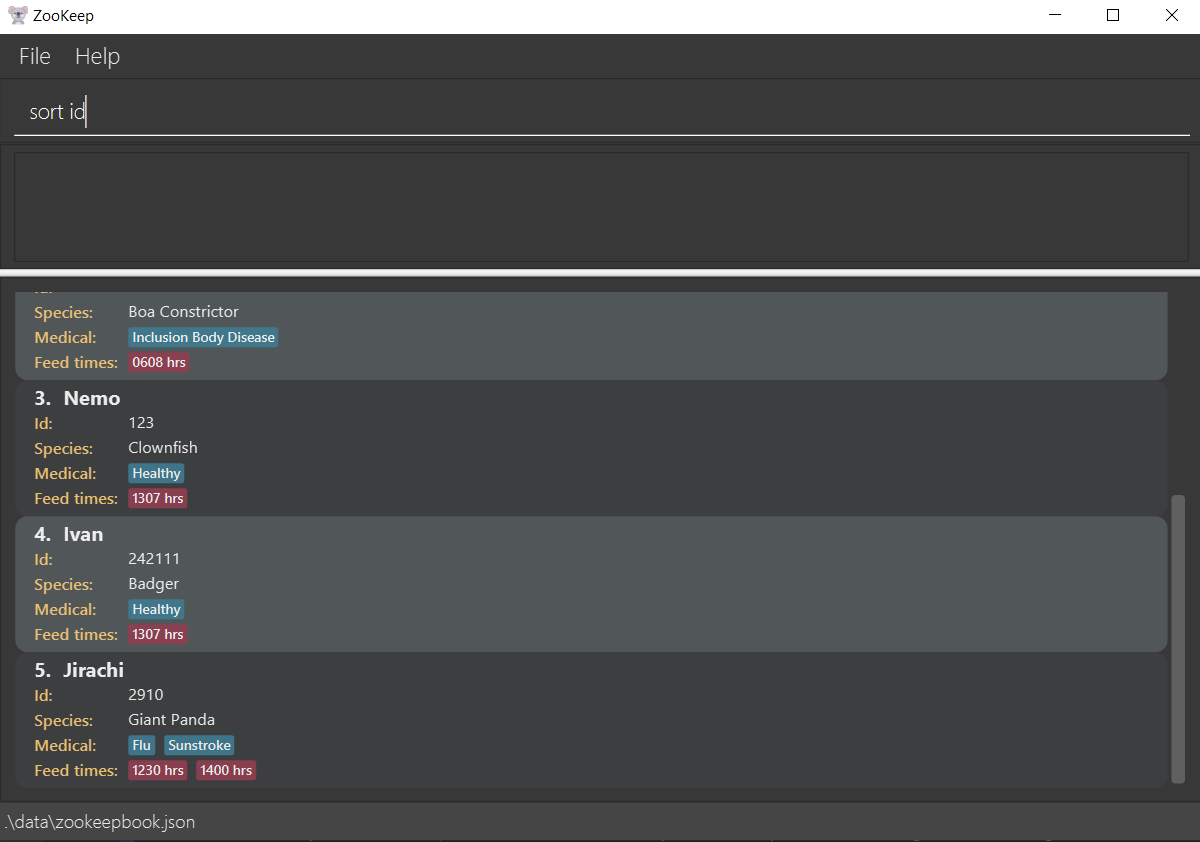 ZooKeep
File Help
sort id
Species: Boa Constrictor
Medical: Inclusion Body Disease
Feed times: 0608 hrs
3. Nemo
Id: 123
Species: Clownfish
Medical: Healthy
Feed times: 1307 hrs
4. Ivan
Id: 242111
Species: Badger
Medical: Healthy
Feed times: 1307 hrs
5. Jirachi
Id: 2910
Species: Giant Panda
Medical: Flu Sunstroke
Feed times: 1230 hrs 1400 hrs
.\data\zookeepbook.json